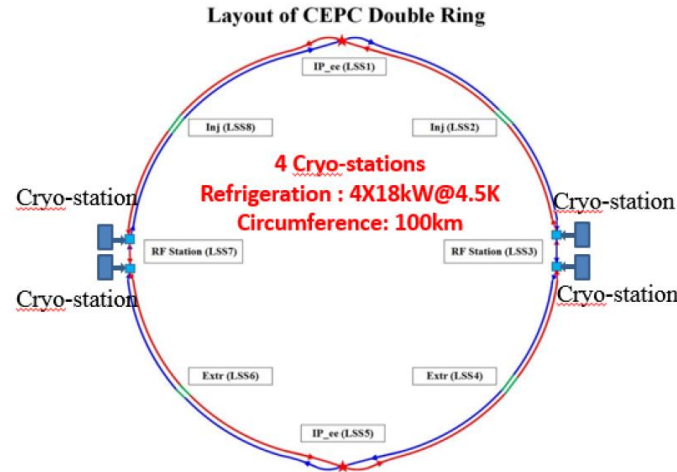 Layout of CEPC Double Ring
IP_ee (LSS1)
Inj (LSS8)
Inj (LSS2)
4 Cryo-stations
Refrigeration : 4X18kW@4.5K
Circumference: 100km
Cryo-station
Cryo-station
RF Station (LSS7)
RF Station (LSS3)
Cryo-station
Cryo-station
Extr (LSS6)
Extr (LSS4)
IP_ee (LSS5)